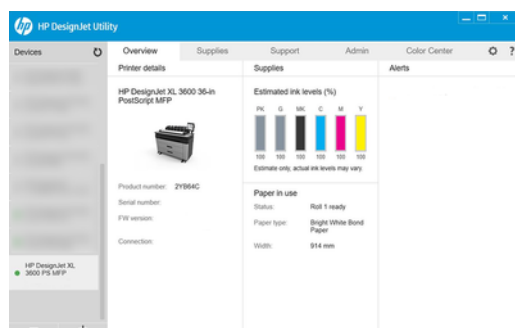 hp HP DesignJet Utility
Devices
Overview Supplies Support Admin Color Center ?
Printer details Supplies Alerts
HP DesignJet XL 3600 36-in
PostScript MFP
Estimated ink levels (%)
PK G MK C M Y
100 100 100 100 100 100
Estimate only, actual ink levels may vary.
Product number: 2YB64C
Serial number:
FW version:
Connection:
Paper in use
Status: Roll 1 ready
Paper type: Bright White Bond
Paper
Width: 914 mm
HP DesignJet XL
3600 PS MFP